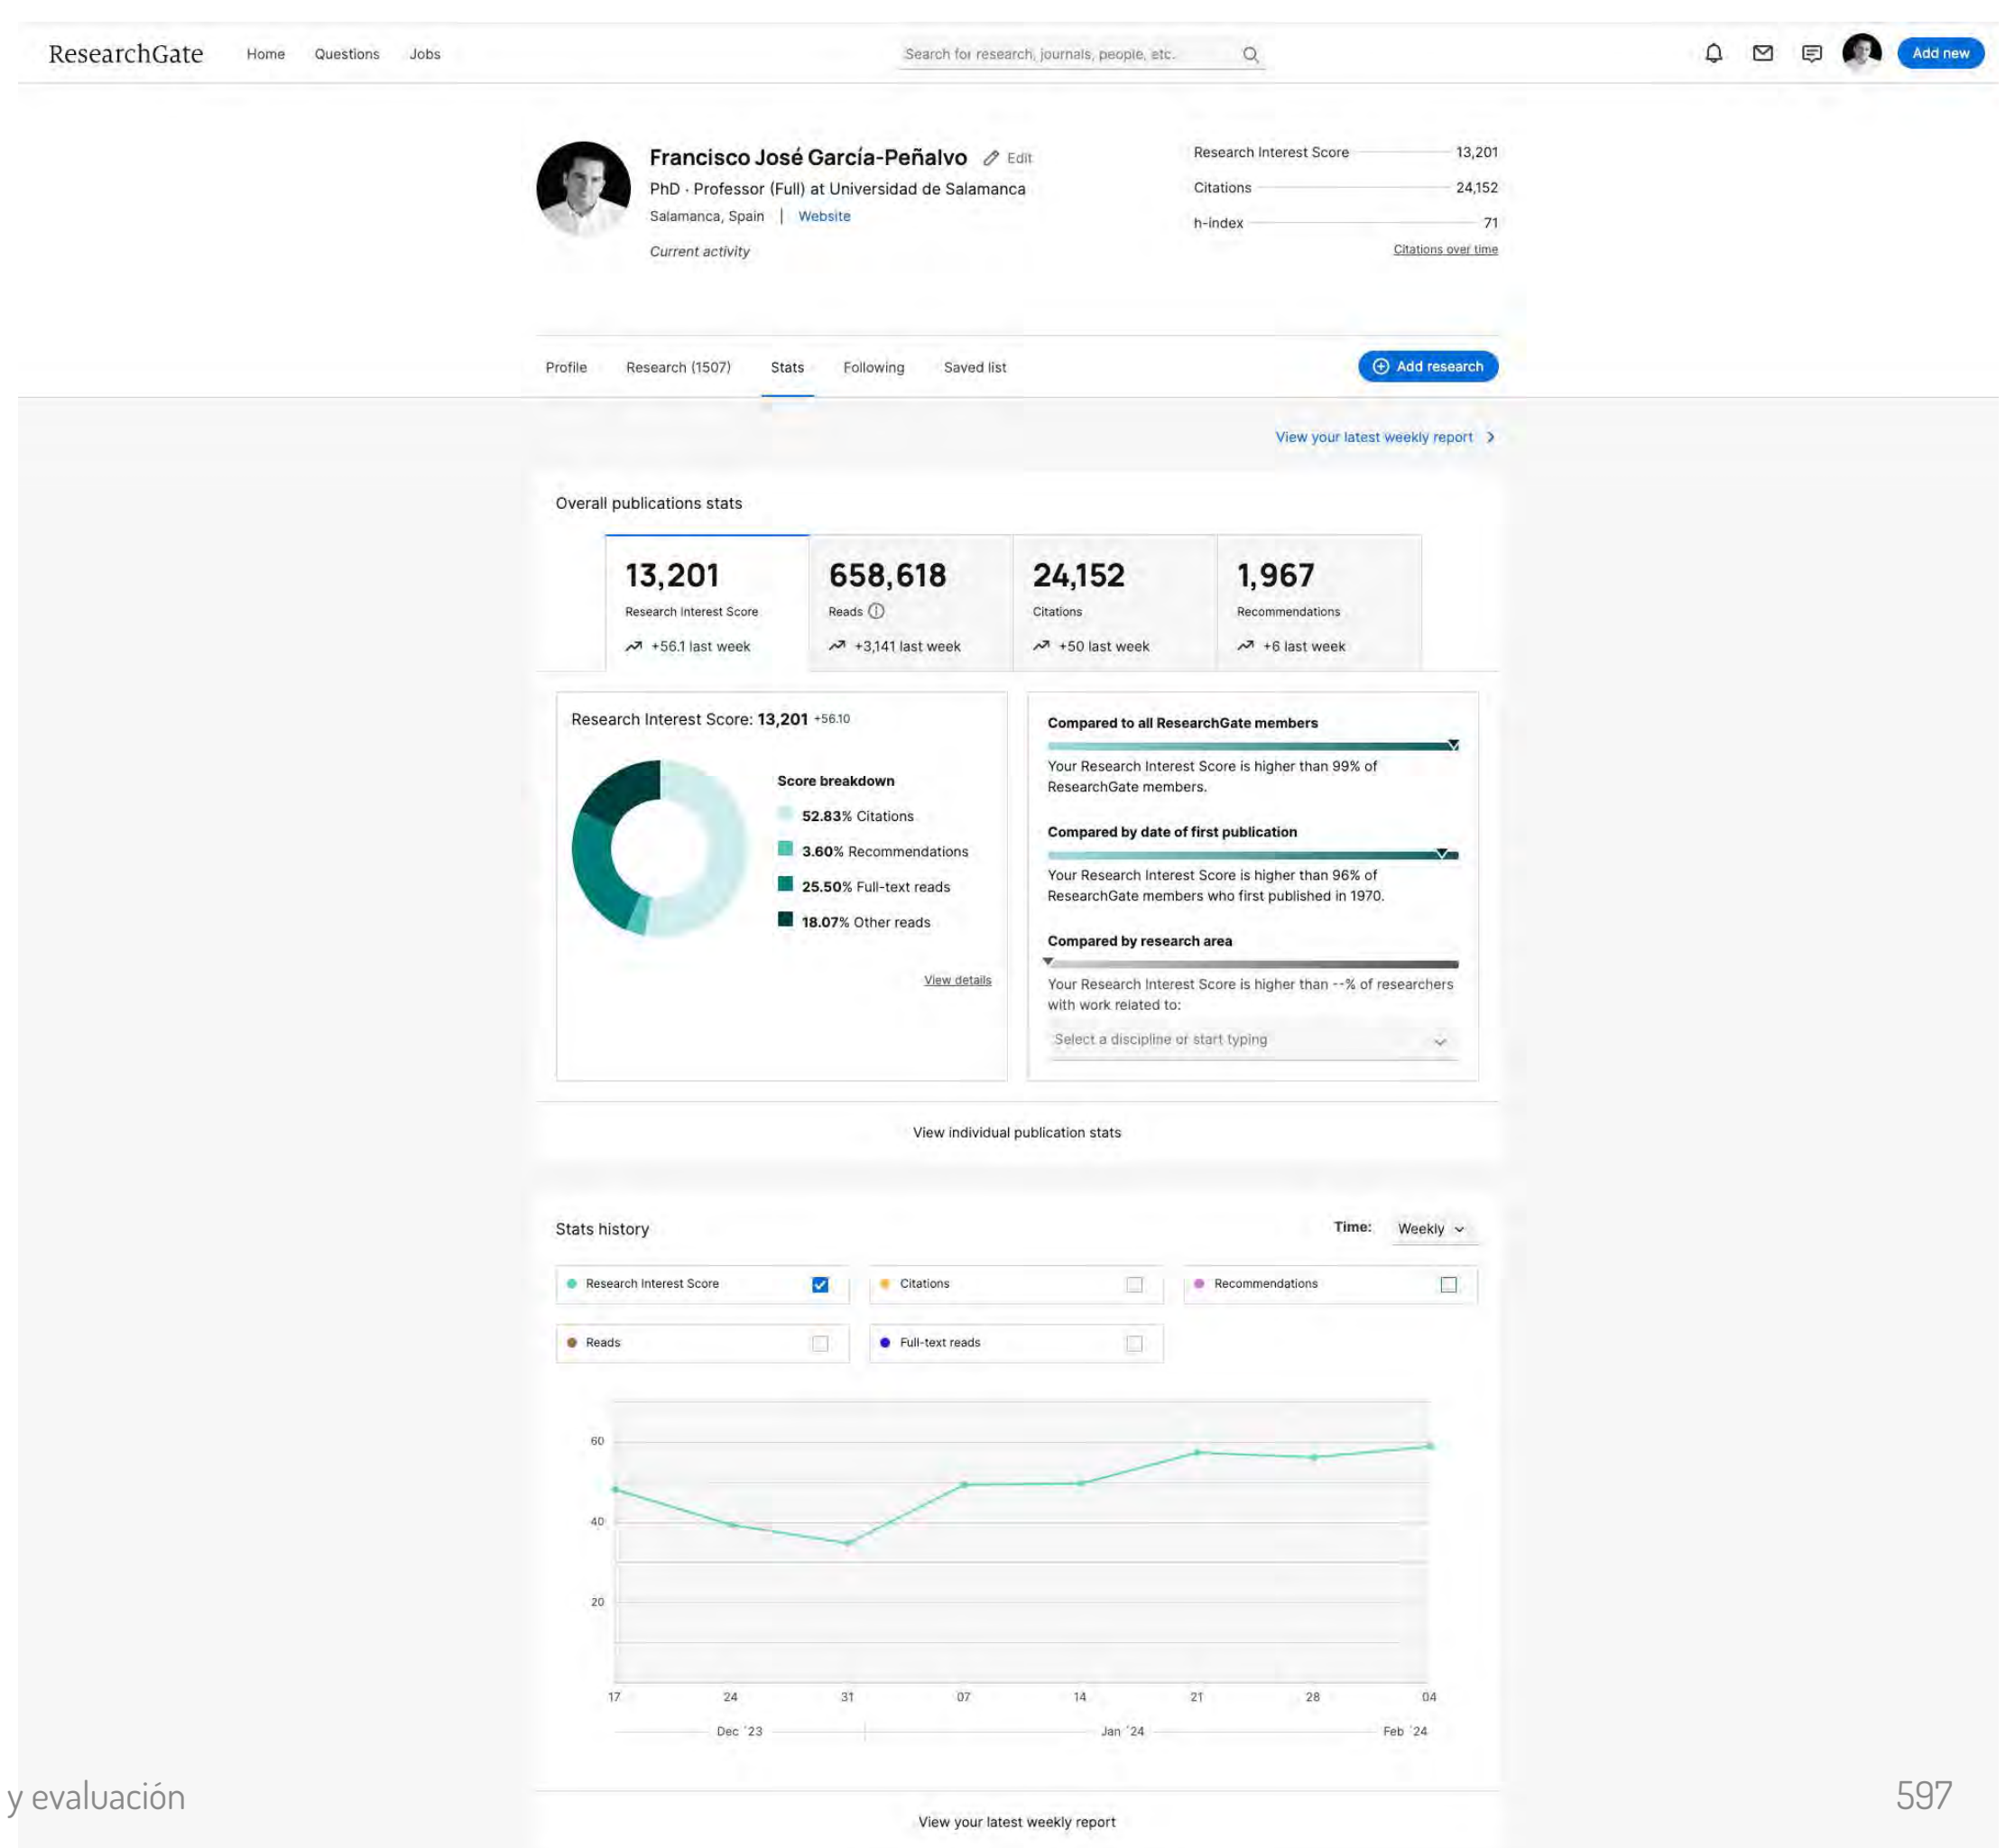 ResearchGate Home Questions Jobs Search for research, journals, people, etc. Add new
Francisco José García-Peñalvo Edit
PhD · Professor (Full) at Universidad de Salamanca
Salamanca, Spain | Website
Current activity
Research Interest Score 13,201
Citations 24,152
h-index 71
Citations over time
Profile Research (1507) Stats Following Saved list Add research
View your latest weekly report
Overall publications stats
13,201 658,618 24,152 1,967
Research Interest Score Reads Citations Recommendations
+56.1 last week +3,141 last week +50 last week +6 last week
Research Interest Score: 13,201 +56.10
Score breakdown
52.83% Citations
3.60% Recommendations
25.50% Full-text reads
18.07% Other reads
View details
Compared to all ResearchGate members
Your Research Interest Score is higher than 99% of
ResearchGate members.
Compared by date of first publication
Your Research Interest Score is higher than 96% of
ResearchGate members who first published in 1970.
Compared by research area
Your Research Interest Score is higher than --% of researchers
with work related to:
Select a discipline or start typing
View individual publication stats
Stats history Time: Weekly
Research Interest Score Citations Recommendations
Reads Full-text reads
60
40
20
17 24 31 07 14 21 28 04
Dec ´23 Jan ´24 Feb ´24
y evaluación 597
View your latest weekly report